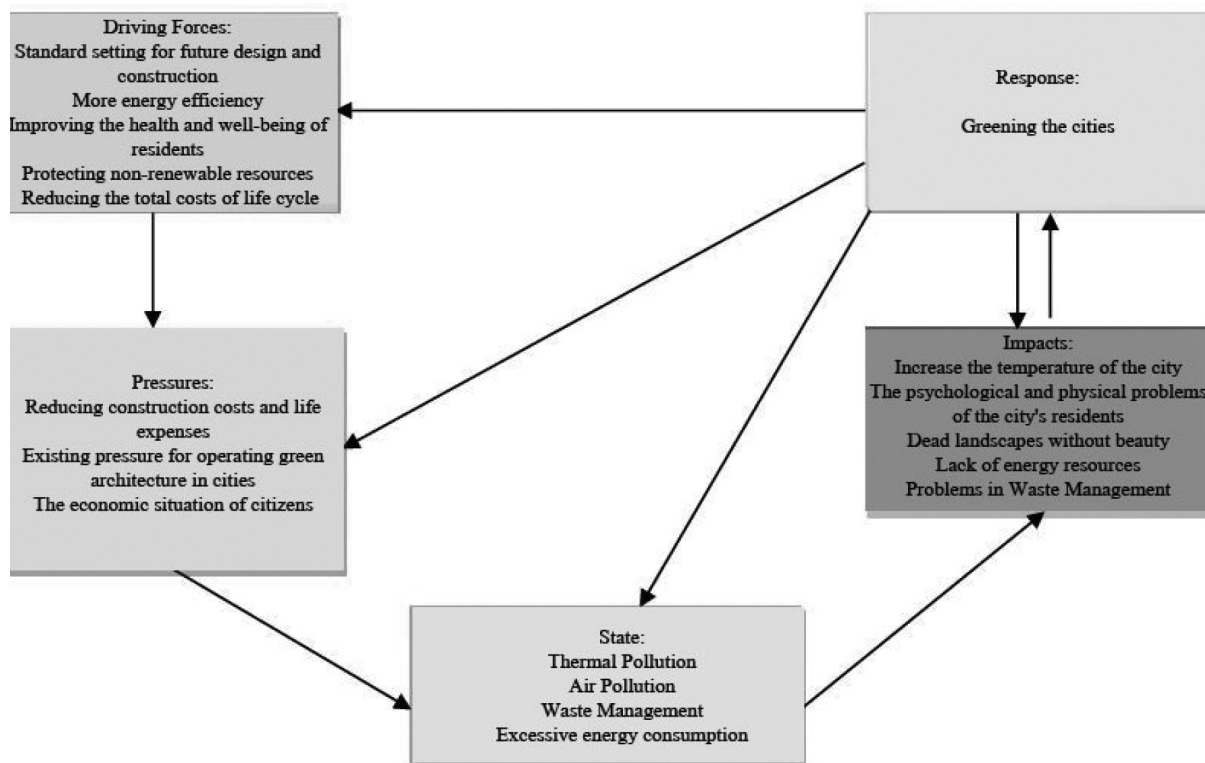 Driving Forces:
Standard setting for future design and
construction
More energy efficiency
Improving the health and well-being of
residents
Protecting non-renewable resources
Reducing the total costs of life cycle
Response:
Greening the cities
Pressures:
Reducing construction costs and life
expenses
Existing pressure for operating green
architecture in cities
The economic situation of citizens
Impacts:
Increase the temperature of the city
The psychological and physical problems
of the city's residents
Dead landscapes without beauty
Lack of energy resources
Problems in Waste Management
State:
Thermal Pollution
Air Pollution
Waste Management
Excessive energy consumption